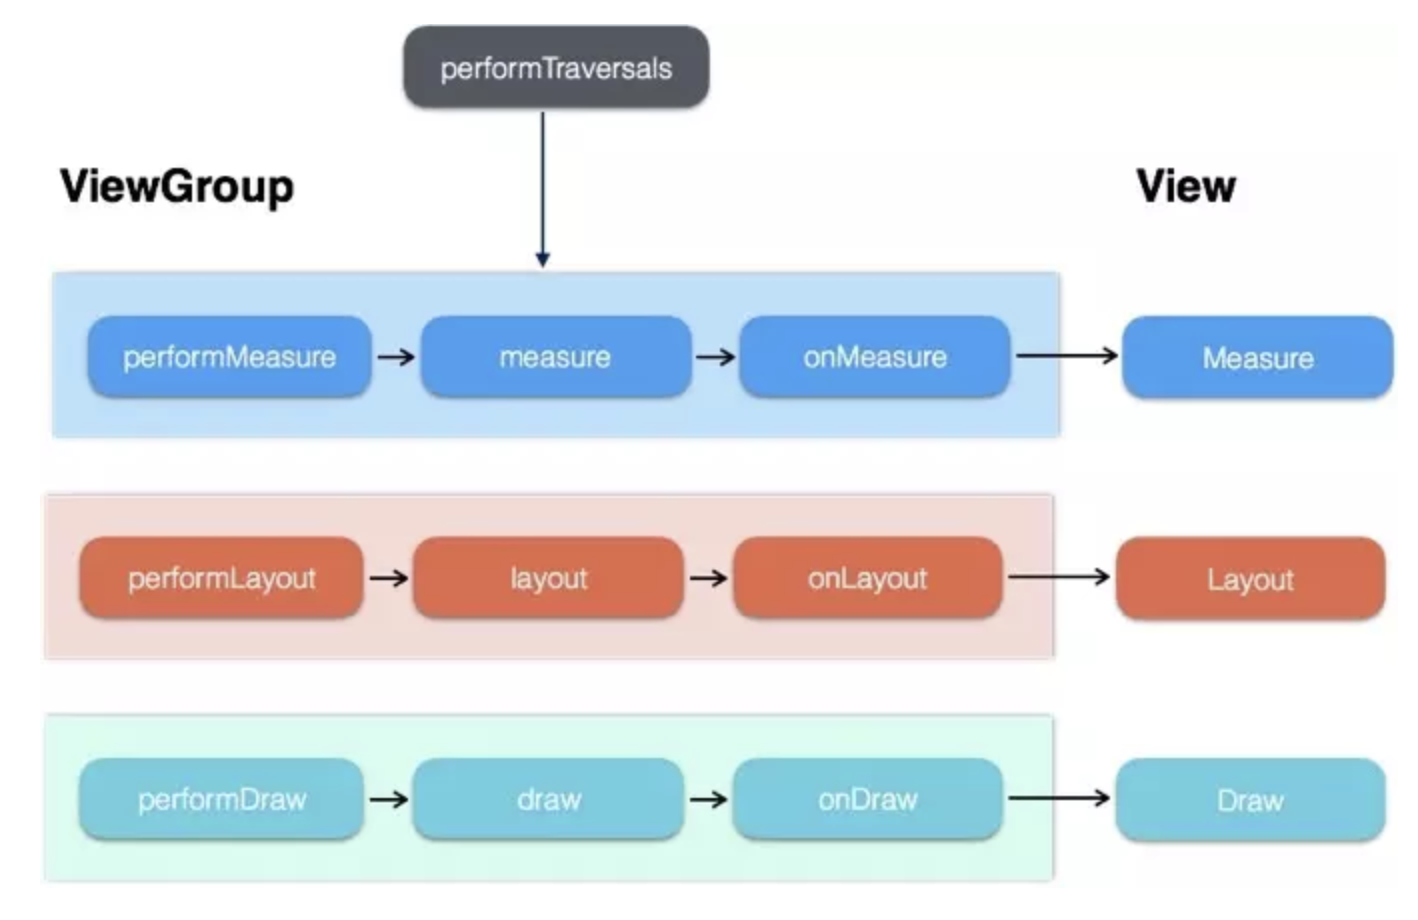 performTraversals
ViewGroup
View
performMeasure
measure
onMeasure
Measure
performLayout
layout
onLayout
Layout
performDraw
draw
onDraw
Draw